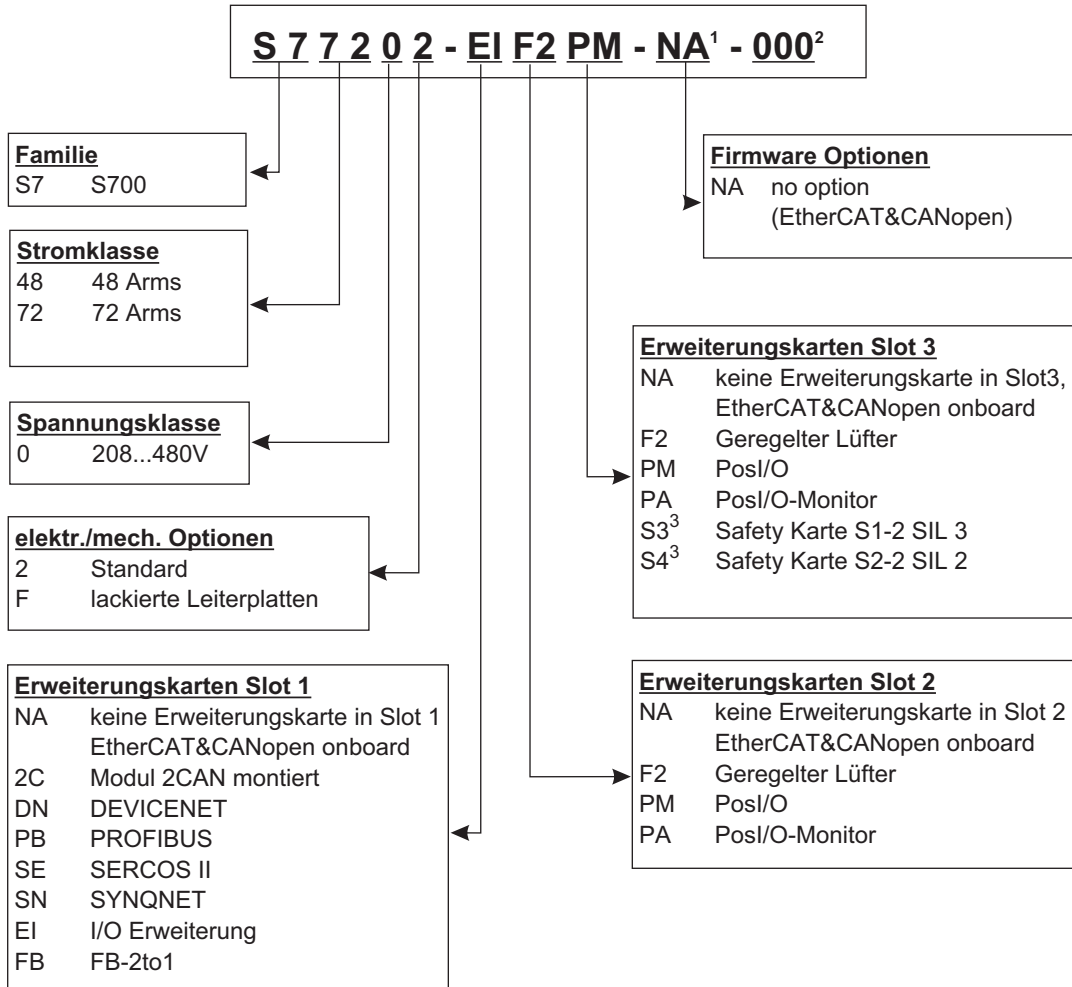 S 7 7 2 0 2 - EI F2 PM - NA¹ - 000²
Familie
S7 S700
Stromklasse
48 48 Arms
72 72 Arms
Spannungsklasse
0 208...480V
elektr./mech. Optionen
2 Standard
F lackierte Leiterplatten
Erweiterungskarten Slot 1
NA keine Erweiterungskarte in Slot 1
EtherCAT&CANopen onboard
2C Modul 2CAN montiert
DN DEVICENET
PB PROFIBUS
SE SERCOS II
SN SYNQNET
EI I/O Erweiterung
FB FB-2to1
Firmware Optionen
NA no option
(EtherCAT&CANopen)
Erweiterungskarten Slot 3
NA keine Erweiterungskarte in Slot3,
EtherCAT&CANopen onboard
F2 Geregelter Lüfter
PM PosI/O
PA PosI/O-Monitor
S3³ Safety Karte S1-2 SIL 3
S4³ Safety Karte S2-2 SIL 2
Erweiterungskarten Slot 2
NA keine Erweiterungskarte in Slot 2
EtherCAT&CANopen onboard
F2 Geregelter Lüfter
PM PosI/O
PA PosI/O-Monitor